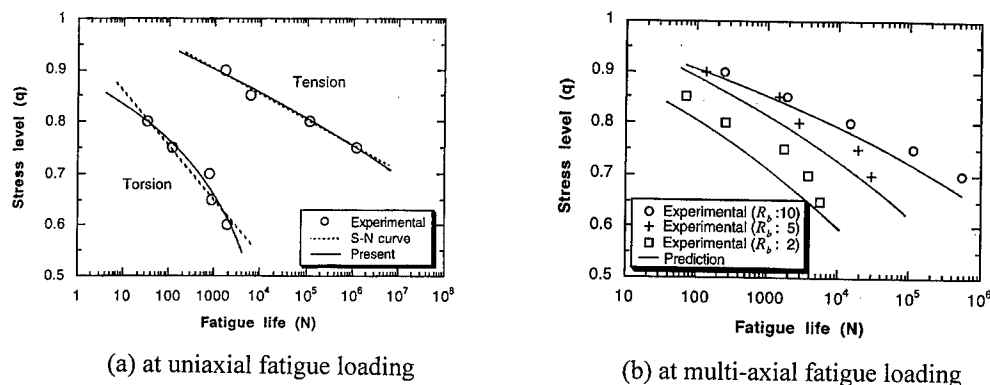 1
0.9
0.8
0.7
0.6
0.5
Stress level (q)
Tension
Torsion
Experimental
S-N curve
Present
1 10 100 1000 10⁴ 10⁵ 10⁶ 10⁷ 10⁸
Fatigue life (N)
(a) at uniaxial fatigue loading
1
0.9
0.8
0.7
0.6
0.5
Stress level (q)
Experimental (R_b :10)
Experimental (R_b : 5)
Experimental (R_b : 2)
Prediction
10 100 1000 10⁴ 10⁵ 10⁶
Fatigue life (N)
(b) at multi-axial fatigue loading